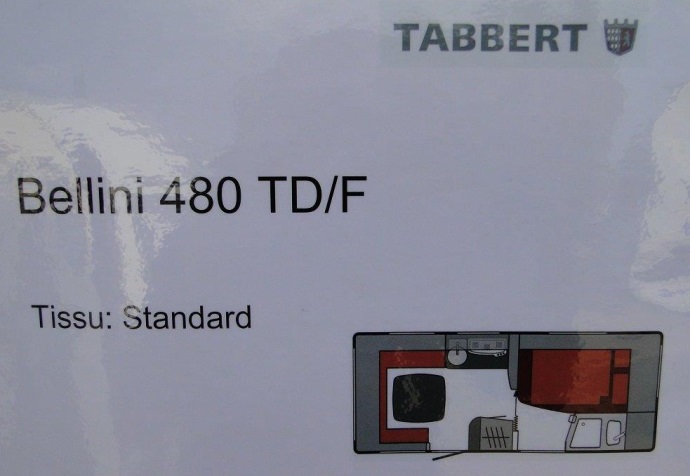 TABBERT
Bellini 480 TD/F
Tissu: Standard